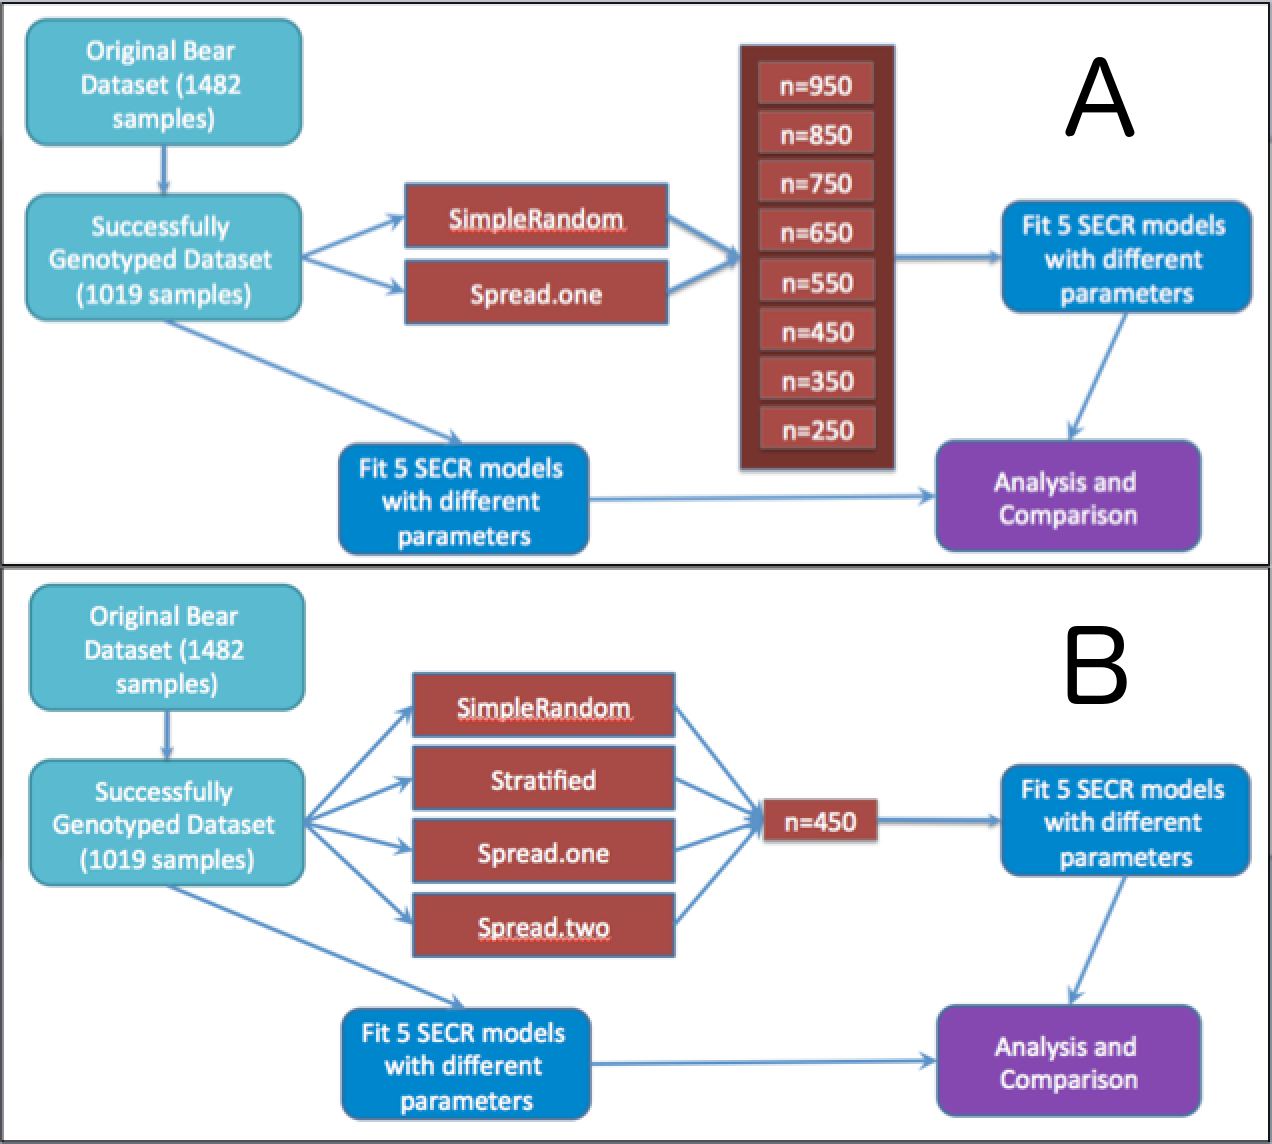 A
Original Bear
Dataset (1482
samples)
Successfully
Genotyped Dataset
(1019 samples)
SimpleRandom
Spread.one
n=950
n=850
n=750
n=650
n=550
n=450
n=350
n=250
Fit 5 SECR models
with different
parameters
Fit 5 SECR models
with different
parameters
Analysis and
Comparison
B
Original Bear
Dataset (1482
samples)
Successfully
Genotyped Dataset
(1019 samples)
SimpleRandom
Stratified
Spread.one
Spread.two
n=450
Fit 5 SECR models
with different
parameters
Fit 5 SECR models
with different
parameters
Analysis and
Comparison